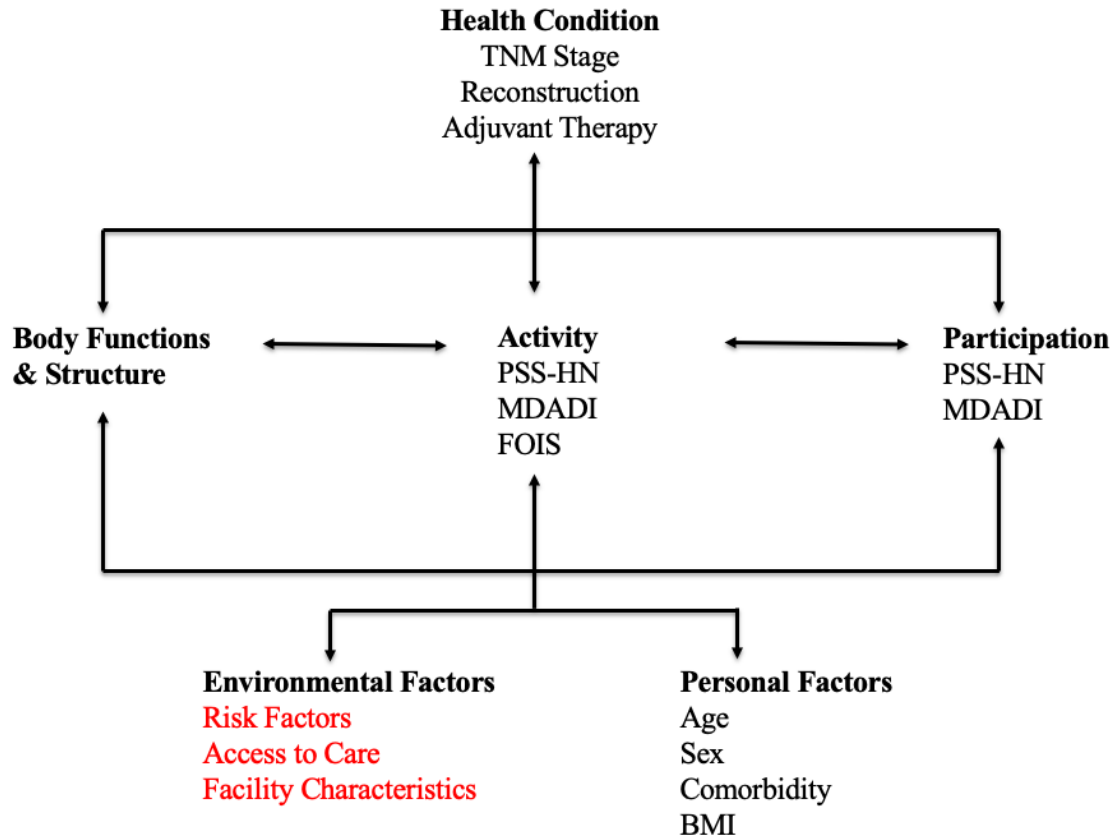 Health Condition
TNM Stage
Reconstruction
Adjuvant Therapy
Body Functions
& Structure
Activity
PSS-HN
MDADI
FOIS
Participation
PSS-HN
MDADI
Environmental Factors
Risk Factors
Access to Care
Facility Characteristics
Personal Factors
Age
Sex
Comorbidity
BMI